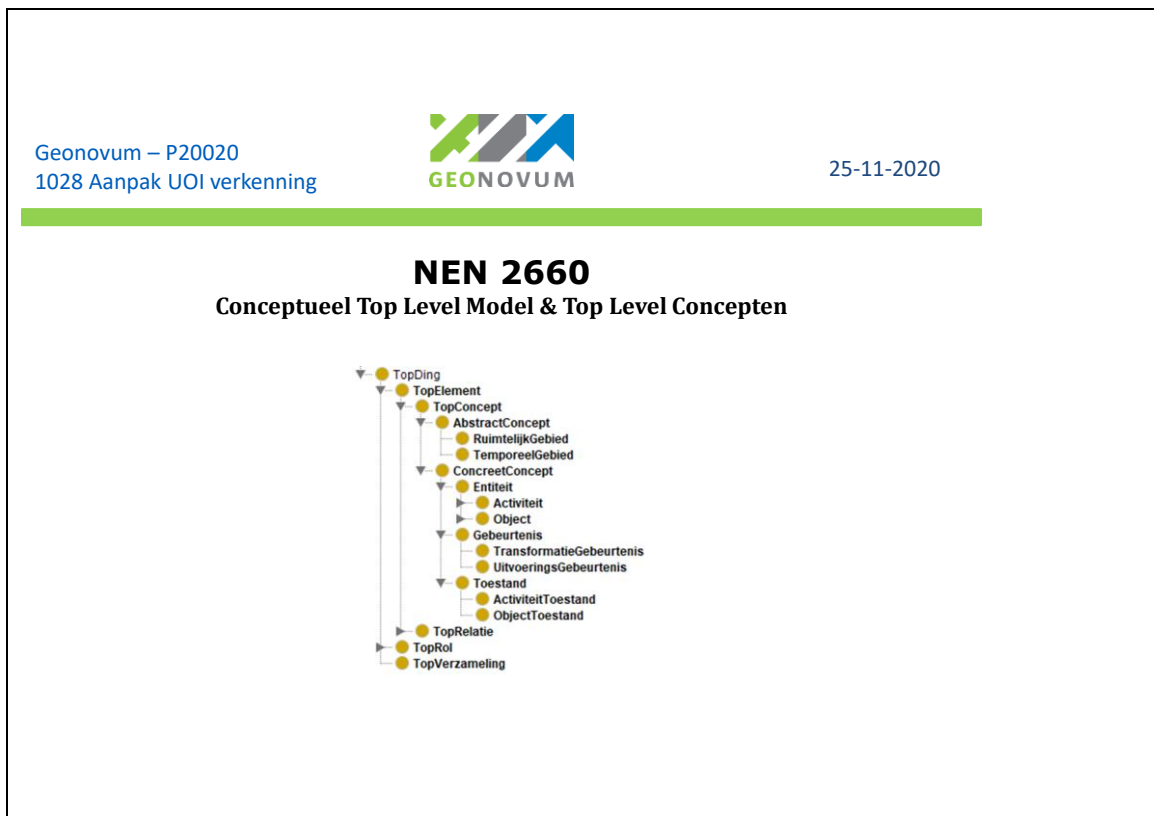 Geonovum – P20020
1028 Aanpak UOI verkenning
GEONOVUM
25-11-2020
NEN 2660
Conceptueel Top Level Model & Top Level Concepten
TopDing
TopElement
TopConcept
AbstractConcept
RuimtelijkGebied
TemporeelGebied
ConcreetConcept
Entiteit
Activiteit
Object
Gebeurtenis
TransformatieGebeurtenis
UitvoeringsGebeurtenis
Toestand
ActiviteitToestand
ObjectToestand
TopRelatie
TopRol
TopVerzameling